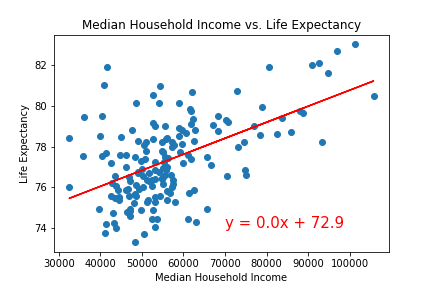 Median Household Income vs. Life Expectancy
82
80
78
76
74
Life Expectancy
y = 0.0x + 72.9
30000 40000 50000 60000 70000 80000 90000 100000
Median Household Income